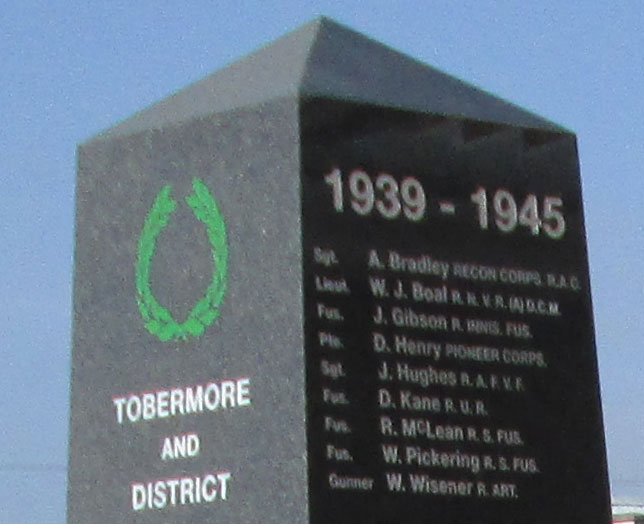 TOBERMORE
AND
DISTRICT
1939 - 1945
Sgt. A. Bradley RECON CORPS. R.A.C.
Lieut. W. J. Boal R. N. V. R. (A) D.C.M.
Fus. J. Gibson R. INNIS. FUS.
Pte. D. Henry PIONEER CORPS.
Sgt. J. Hughes R. A. F. V. F.
Fus. D. Kane R. U. R.
Fus. R. McLean R. S. FUS.
Fus. W. Pickering R. S. FUS.
Gunner W. Wisener R. ART.